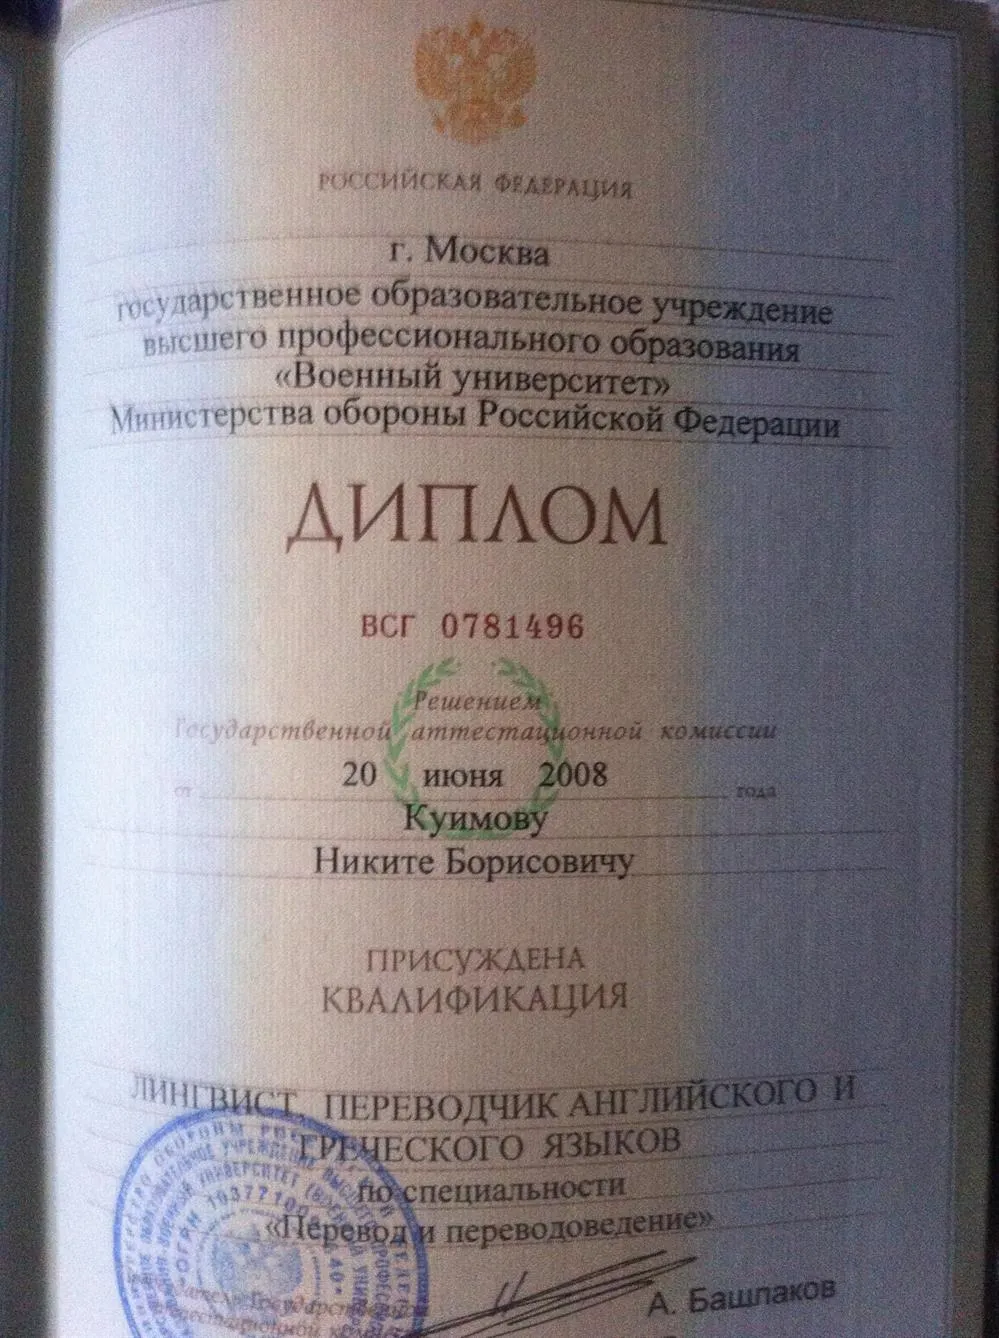 РОССИЙСКАЯ ФЕДЕРАЦИЯ
г. Москва
государственное образовательное учреждение
высшего профессионального образования
«Военный университет»
Министерства обороны Российской Федерации
ДИПЛОМ
ВСГ 0781496
Решением
Государственной аттестационной комиссии
от 20 июня 2008 года
Куимову
Никите Борисовичу
ПРИСУЖДЕНА
КВАЛИФИКАЦИЯ
ЛИНГВИСТ, ПЕРЕВОДЧИК АНГЛИЙСКОГО И
ГРЕЧЕСКОГО ЯЗЫКОВ
по специальности
«Перевод и переводоведение»
А. Башлаков